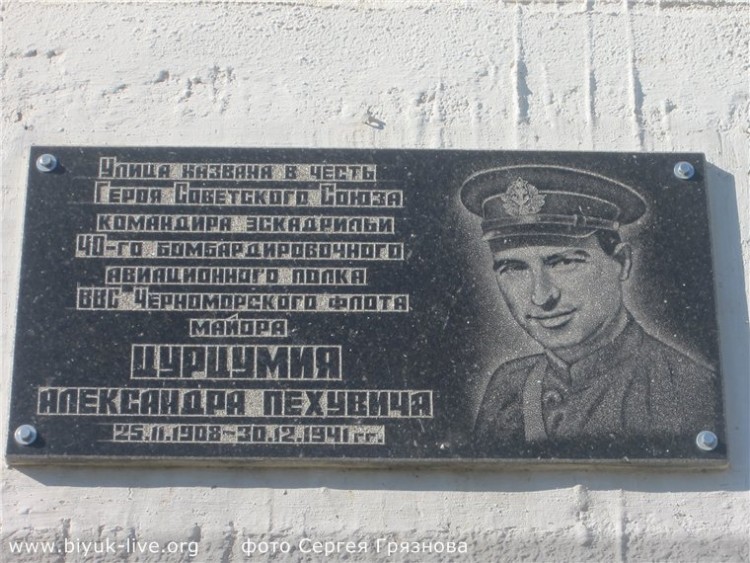 Улица названа в честь
Героя Советского Союза
командира эскадрильи
40-го бомбардировочного
авиационного полка
ВВС Черноморского флота
майора
ЦУРЦУМИЯ
Александра Пехувича
25.11.1908-30.12.1941 г.г.
www.biyuk-live.org фото Сергея Грязнова